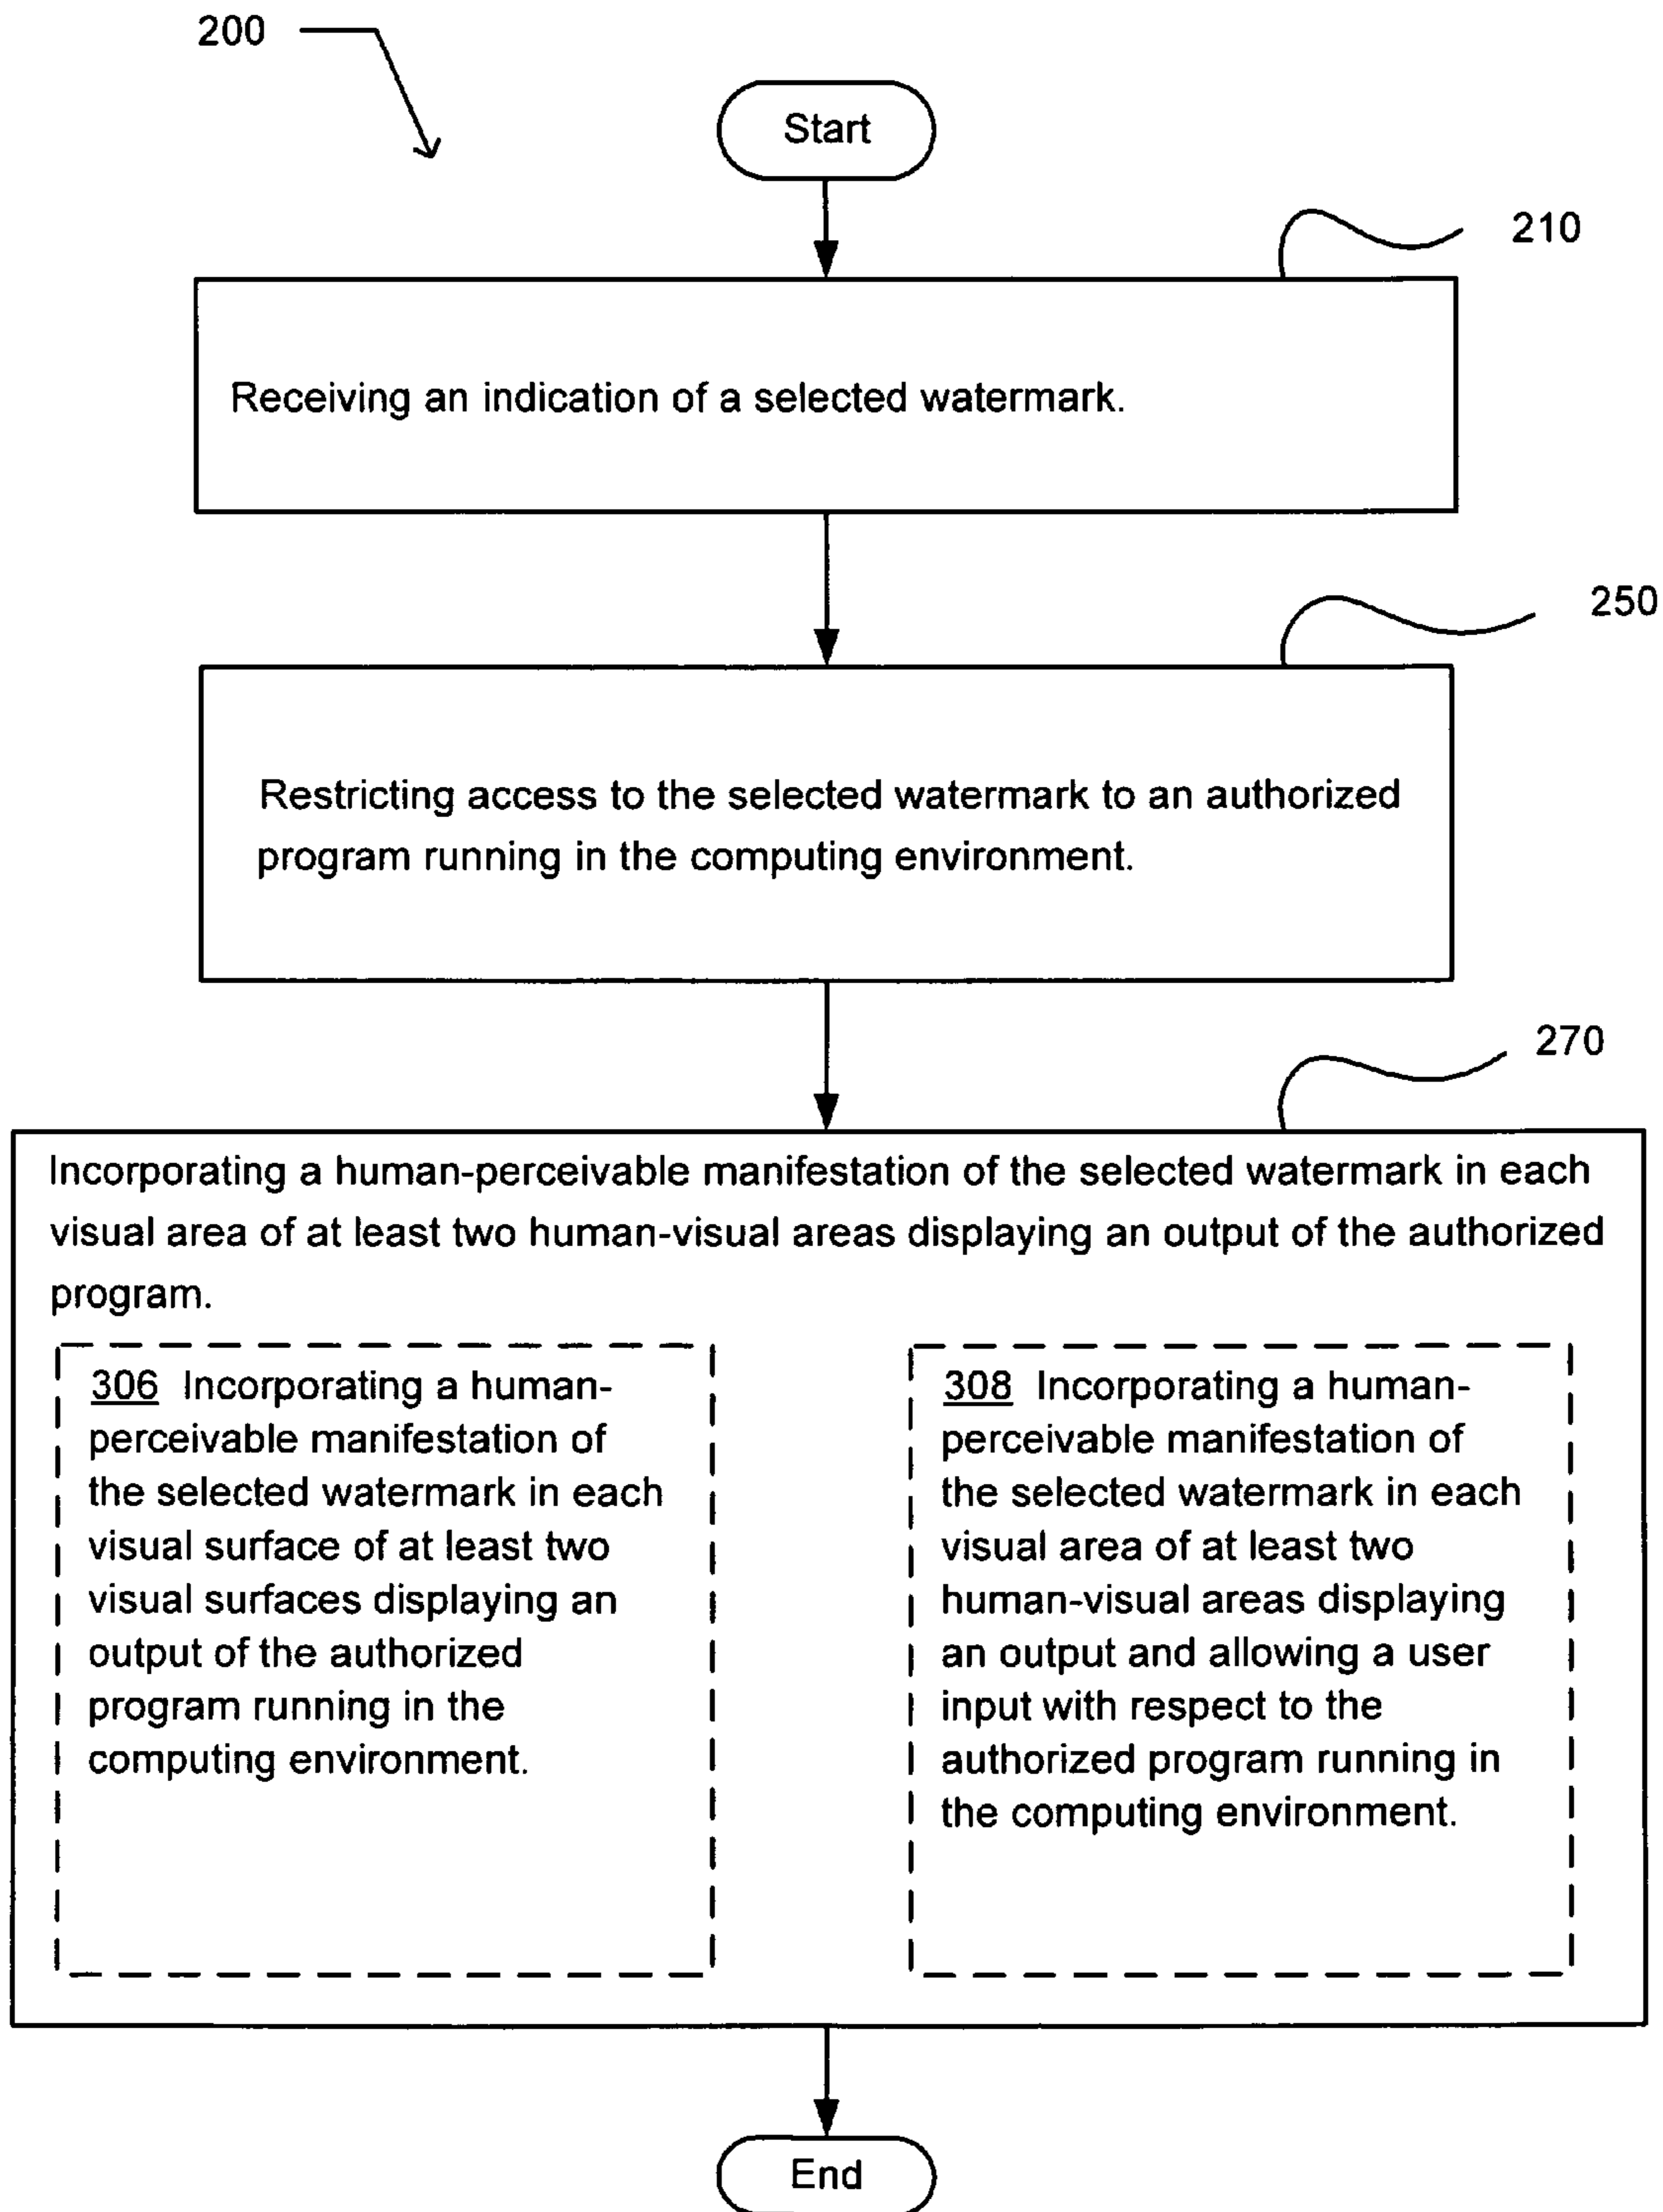 200
Start
210
Receiving an indication of a selected watermark.
250
Restricting access to the selected watermark to an authorized
program running in the computing environment.
270
Incorporating a human-perceivable manifestation of the selected watermark in each
visual area of at least two human-visual areas displaying an output of the authorized
program.
306 Incorporating a human-
perceivable manifestation of
the selected watermark in each
visual surface of at least two
visual surfaces displaying an
output of the authorized
program running in the
computing environment.
308 Incorporating a human-
perceivable manifestation of
the selected watermark in each
visual area of at least two
human-visual areas displaying
an output and allowing a user
input with respect to the
authorized program running in
the computing environment.
End